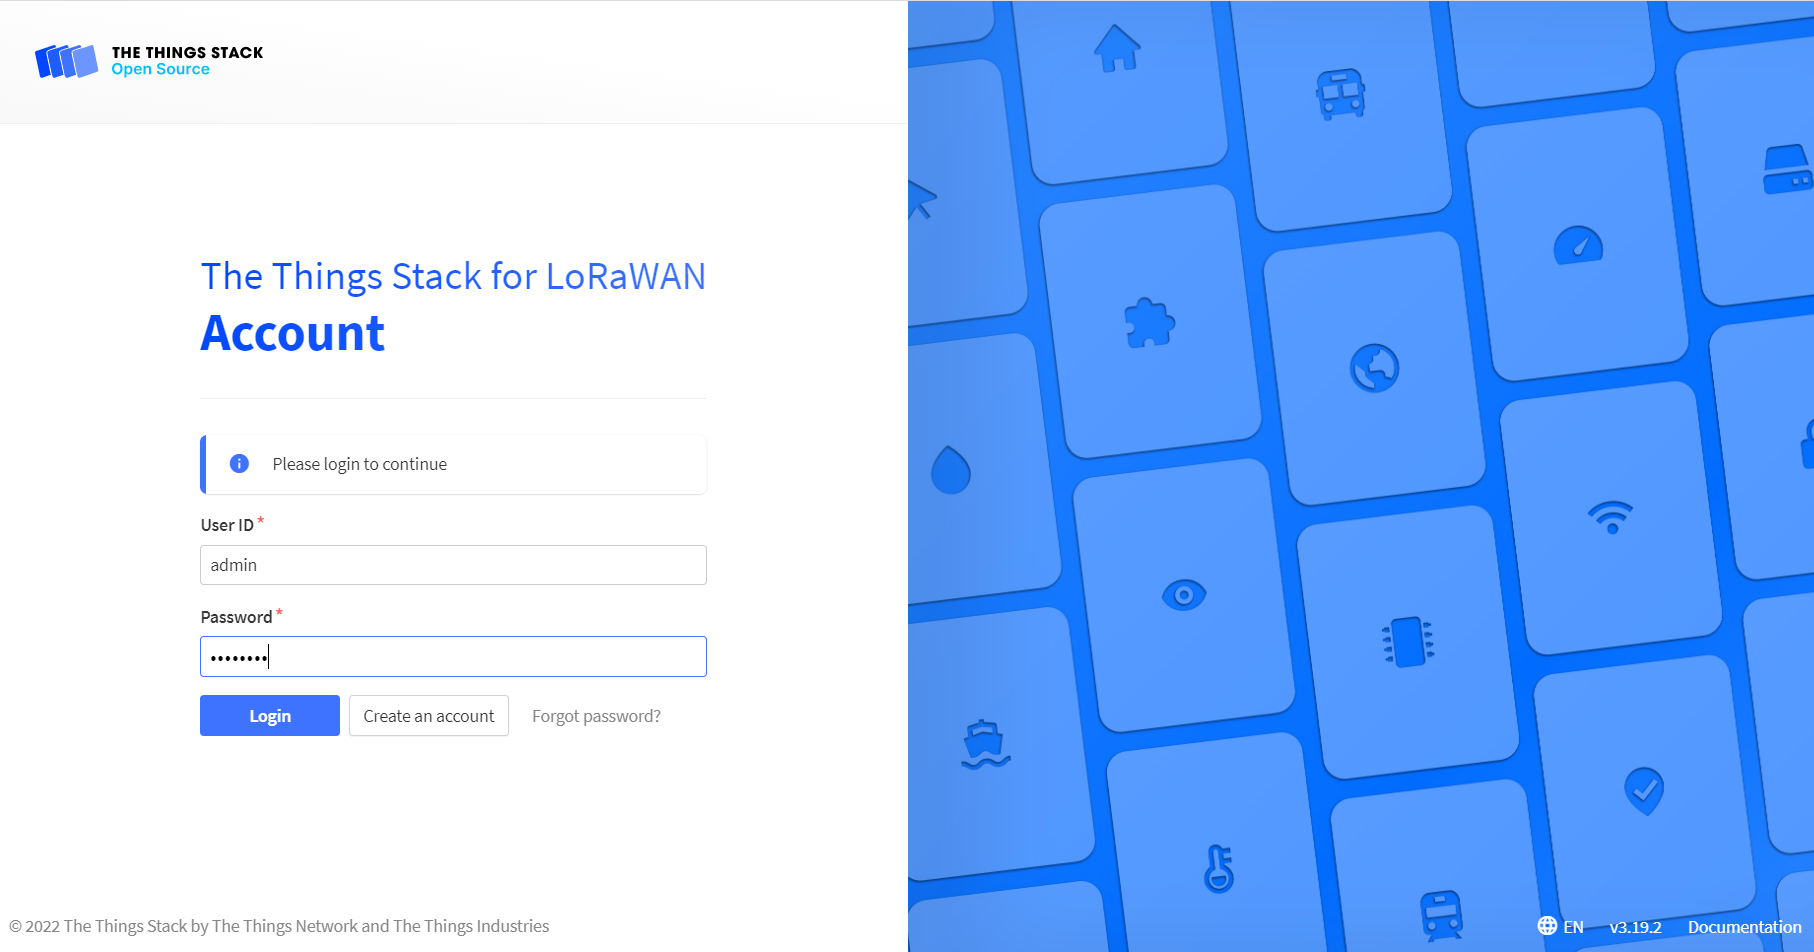 THE THINGS STACK
Open Source
The Things Stack for LoRaWAN
Account
Please login to continue
User ID *
admin
Password *
••••••••
Login Create an account Forgot password?
© 2022 The Things Stack by The Things Network and The Things Industries
EN v3.19.2 Documentation